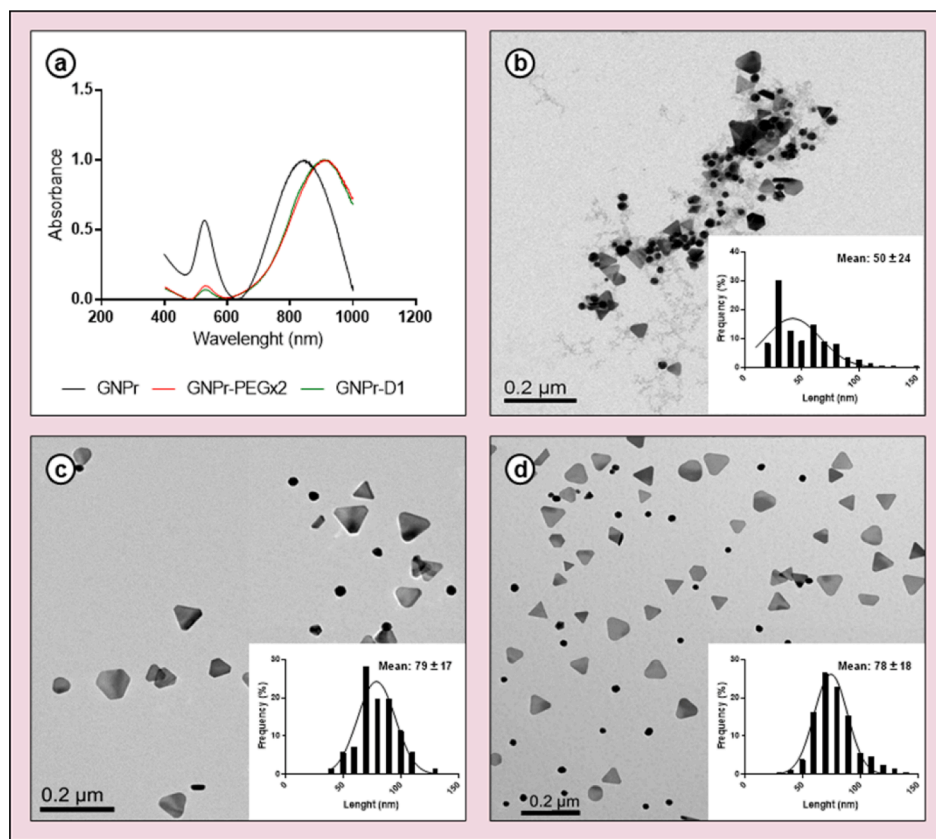 a
1.5
1.0
0.5
0.0
Absorbance
200 400 600 800 1000 1200
Wavelenght (nm)
GNPr GNPr-PEGx2 GNPr-D1
b
0.2 µm
40
30
20
10
0
Frequency (%)
Mean: 50 ± 24
0 50 100 150
Lenght (nm)
c
0.2 µm
30
20
10
0
Frequency (%)
Mean: 79 ± 17
0 50 100 150
Lenght (nm)
d
0.2 µm
30
20
10
0
Frequency (%)
Mean: 78 ± 18
0 50 100 150
Lenght (nm)